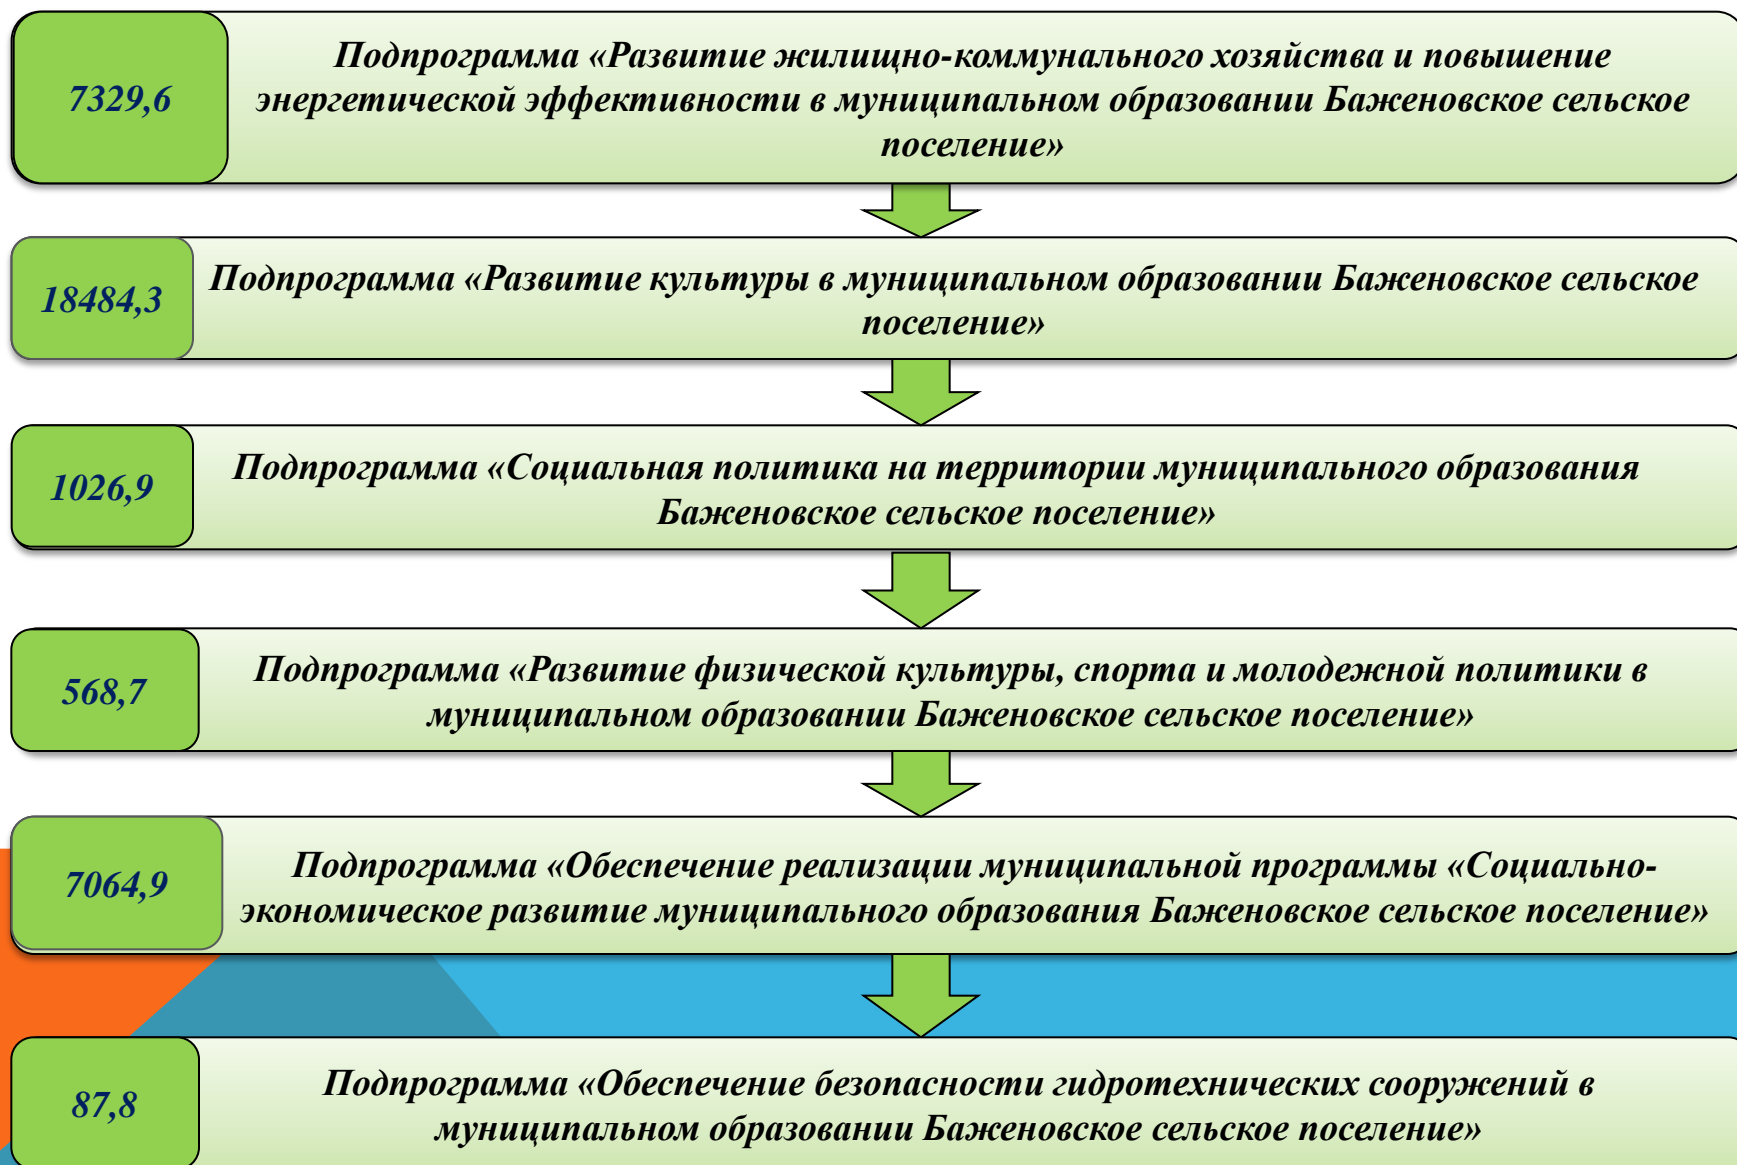 7329,6
Подпрограмма «Развитие жилищно-коммунального хозяйства и повышение
энергетической эффективности в муниципальном образовании Баженовское сельское
поселение»
18484,3
Подпрограмма «Развитие культуры в муниципальном образовании Баженовское сельское
поселение»
1026,9
Подпрограмма «Социальная политика на территории муниципального образования
Баженовское сельское поселение»
568,7
Подпрограмма «Развитие физической культуры, спорта и молодежной политики в
муниципальном образовании Баженовское сельское поселение»
7064,9
Подпрограмма «Обеспечение реализации муниципальной программы «Социально-
экономическое развитие муниципального образования Баженовское сельское поселение»
87,8
Подпрограмма «Обеспечение безопасности гидротехнических сооружений в
муниципальном образовании Баженовское сельское поселение»